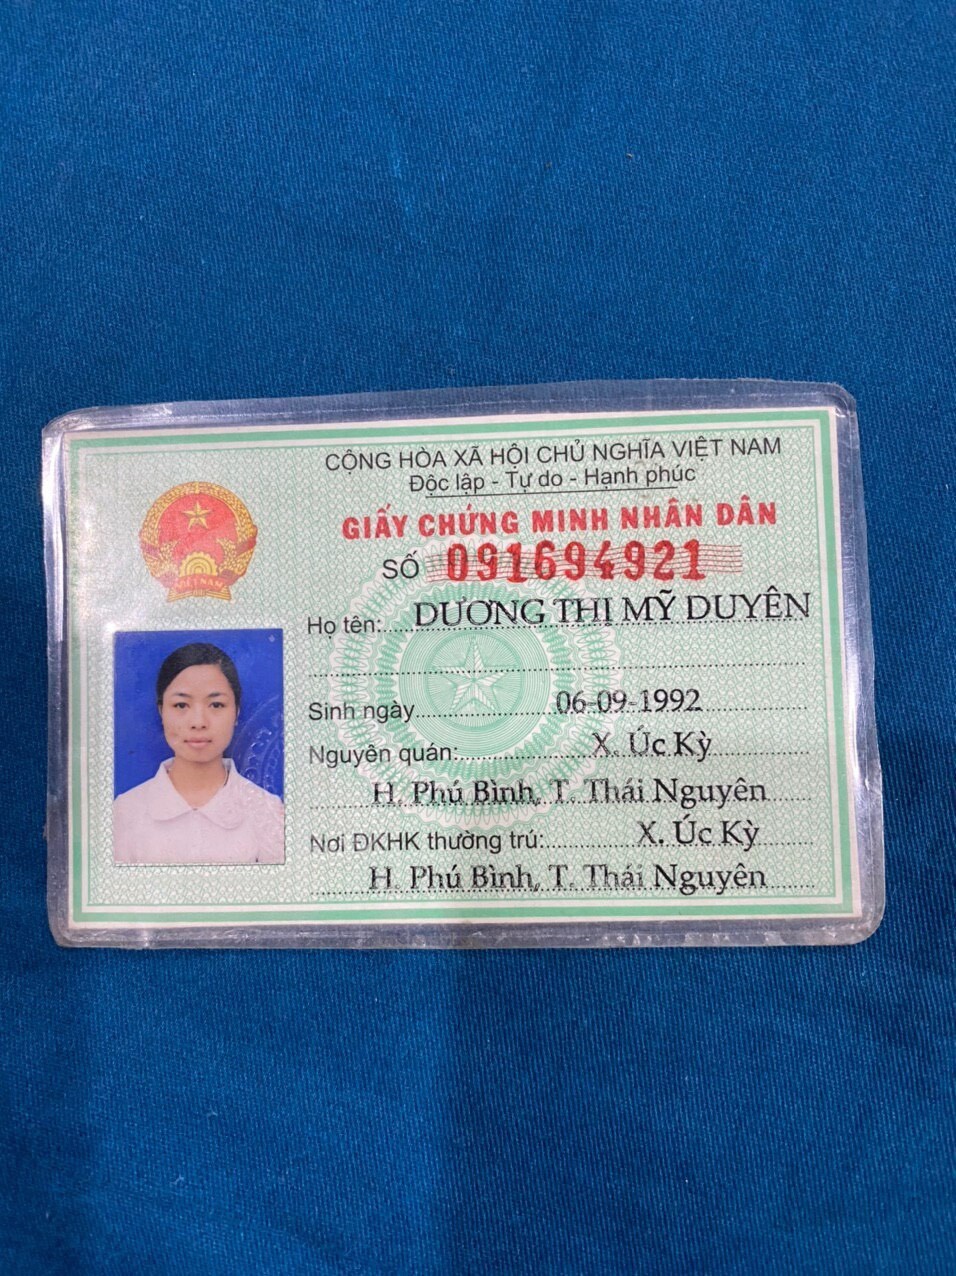 CỘNG HÒA XÃ HỘI CHỦ NGHĨA VIỆT NAM
Độc lập - Tự do - Hạnh phúc
GIẤY CHỨNG MINH NHÂN DÂN
SỐ 091694921
Họ tên: DƯƠNG THỊ MỸ DUYÊN
Sinh ngày 06-09-1992
Nguyên quán: X. Úc Kỳ
H. Phú Bình, T. Thái Nguyên
Nơi ĐKHK thường trú: X. Úc Kỳ
H. Phú Bình, T. Thái Nguyên
VIỆT NAM